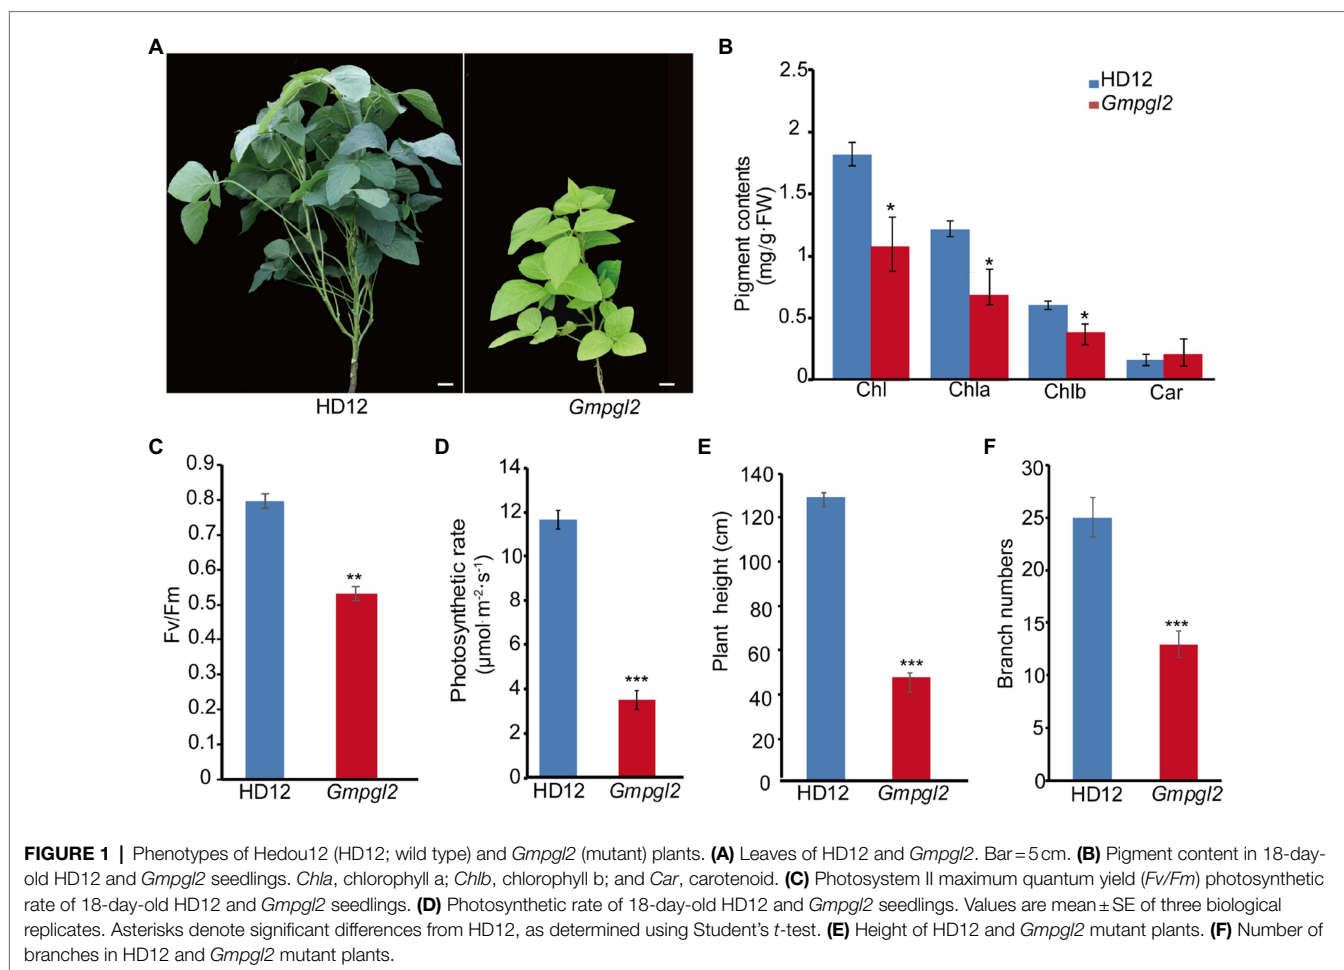 A
HD12
Gmpgl2
B
Pigment contents
(mg/g·FW)
2.5
2
1.5
1
0.5
0
HD12
Gmpgl2
*
*
*
Chl
Chla
Chlb
Car
C
Fv/Fm
0.9
0.8
0.7
0.6
0.5
0.4
0.3
0.2
0.1
0
**
HD12
Gmpgl2
D
Photosynthetic rate
(μmol·m⁻²·s⁻¹)
14
12
10
8
6
4
2
0
***
HD12
Gmpgl2
E
Plant height (cm)
140
120
100
80
60
40
20
0
***
HD12
Gmpgl2
F
Branch numbers
30
25
20
15
10
5
0
***
HD12
Gmpgl2
FIGURE 1 | Phenotypes of Hedou12 (HD12; wild type) and Gmpgl2 (mutant) plants. (A) Leaves of HD12 and Gmpgl2. Bar = 5 cm. (B) Pigment content in 18-day-
old HD12 and Gmpgl2 seedlings. Chla, chlorophyll a; Chlb, chlorophyll b; and Car, carotenoid. (C) Photosystem II maximum quantum yield (Fv/Fm) photosynthetic
rate of 18-day-old HD12 and Gmpgl2 seedlings. (D) Photosynthetic rate of 18-day-old HD12 and Gmpgl2 seedlings. Values are mean ± SE of three biological
replicates. Asterisks denote significant differences from HD12, as determined using Student's t-test. (E) Height of HD12 and Gmpgl2 mutant plants. (F) Number of
branches in HD12 and Gmpgl2 mutant plants.